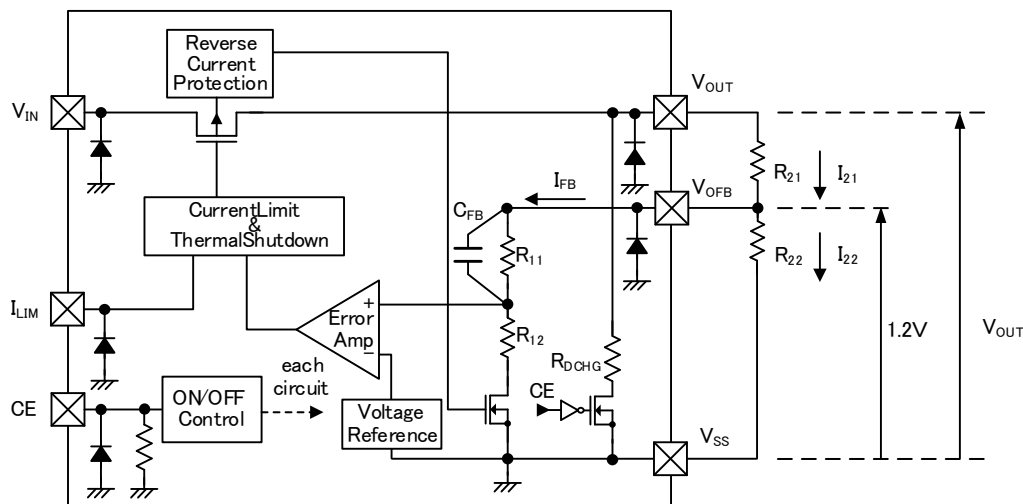 Reverse
Current
Protection
VIN
VOUT
IFB
VOFB
R21
I21
CFB
CurrentLimit
&
ThermalShutdown
R11
R22
I22
ILIM
+
Error
Amp
−
R12
RDCHG
1.2V
VOUT
each
circuit
CE
ON/OFF
Control
Voltage
Reference
CE
VSS